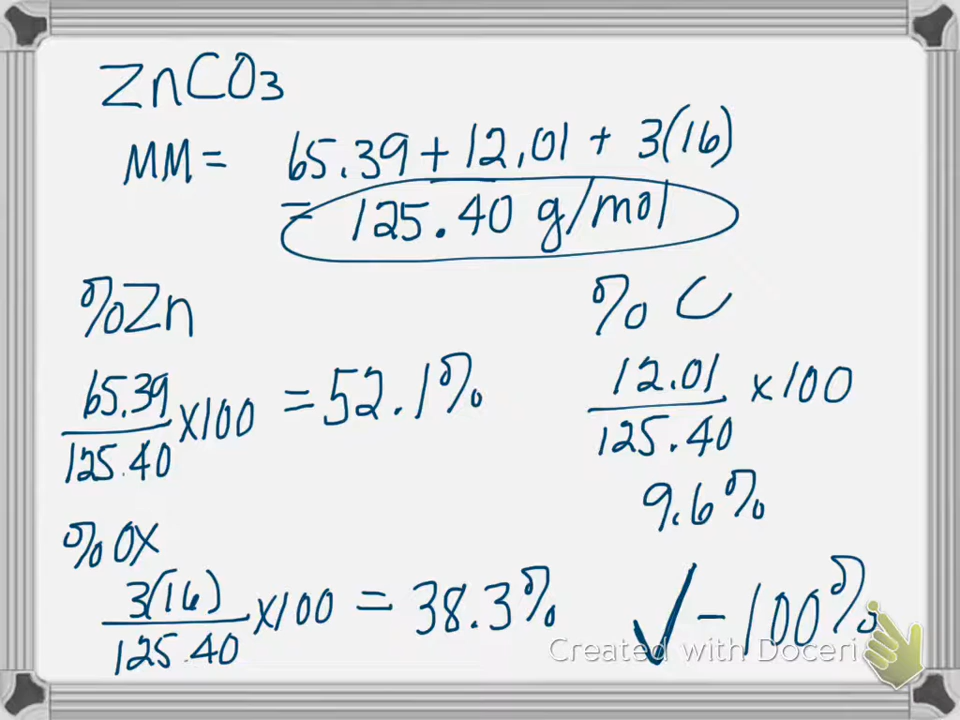 ZnCO3
MM = 65.39 + 12.01 + 3(16)
= 125.40 g/mol
%Zn
65.39
125.40
x100 = 52.1%
% C
12.01
125.40
x100
9.6%
%OX
3(16)
125.40
x100 = 38.3%
✓ - 100%
Created with Doceri